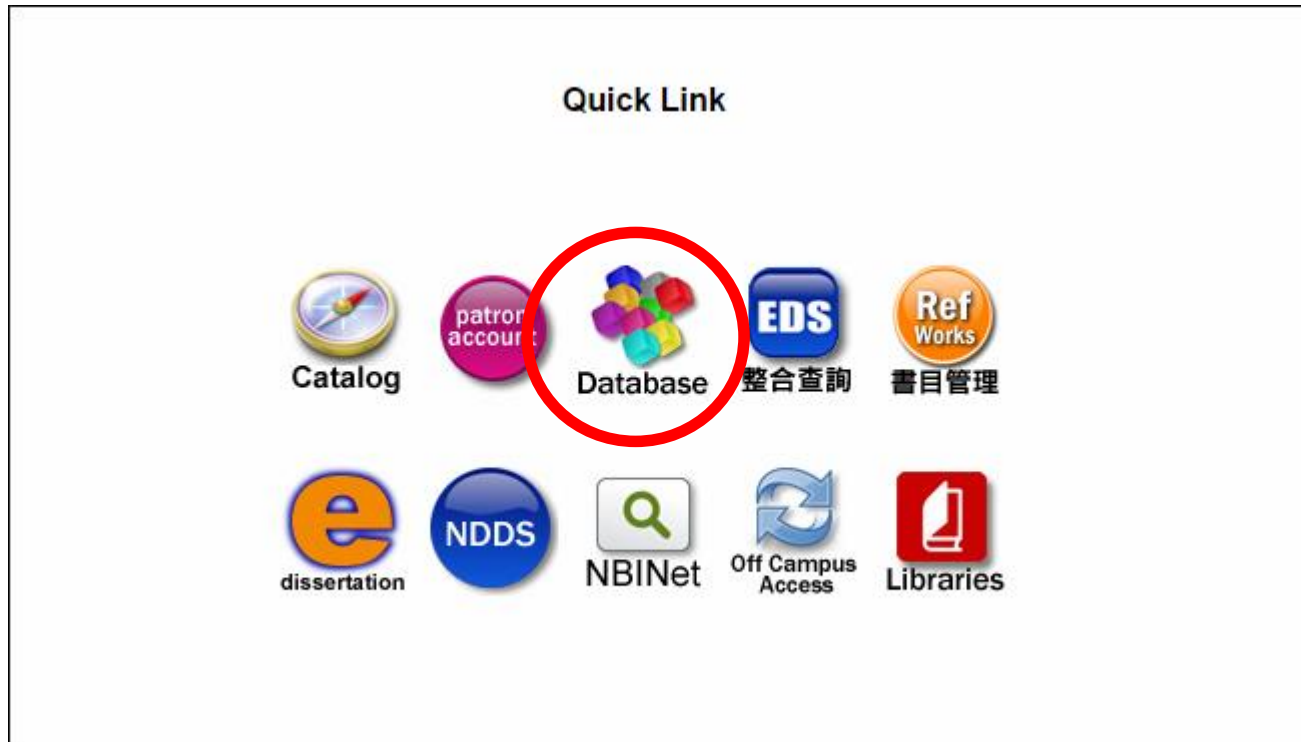 Quick Link
patron
account
EDS
Ref
Works
Catalog
Database
整合查詢
書目管理
e
dissertation
NDDS
NBINet
Off Campus
Access
Libraries